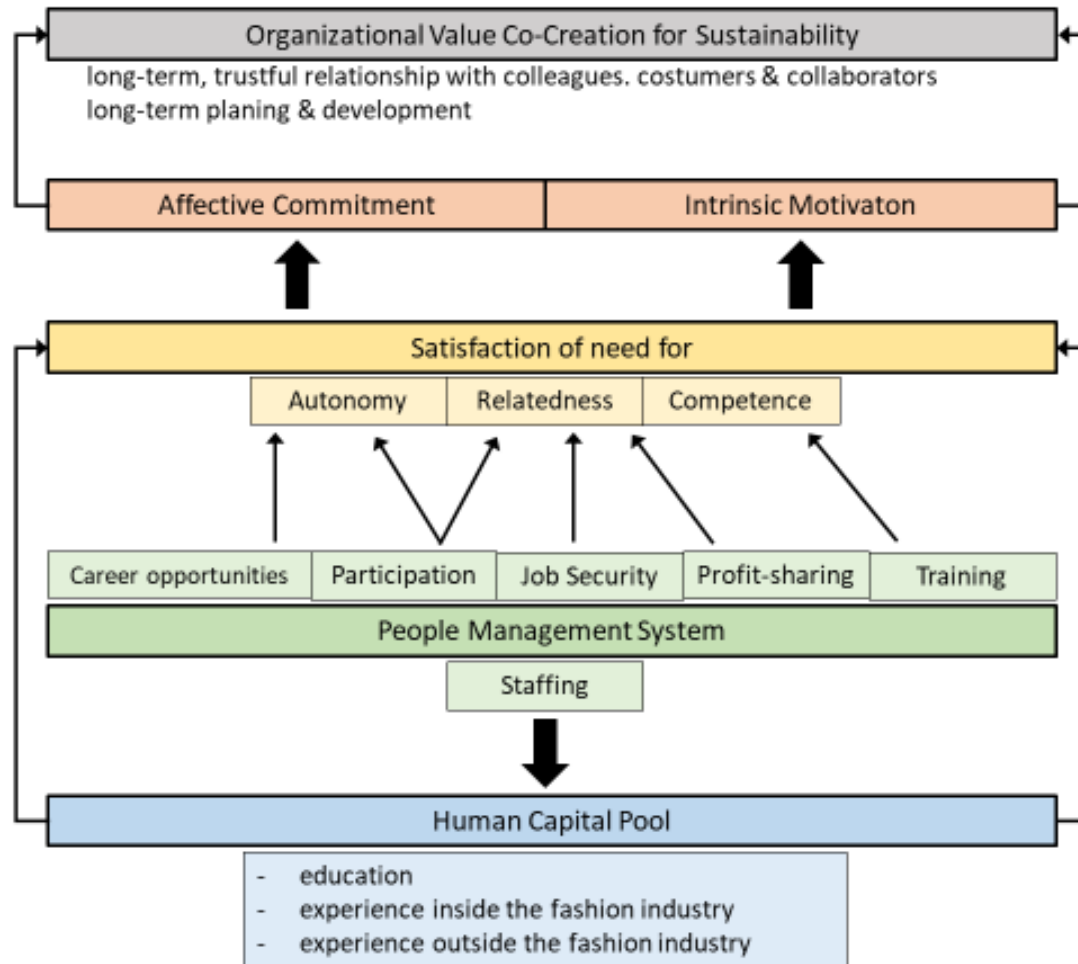 Organizational Value Co-Creation for Sustainability
long-term, trustful relationship with colleagues. costumers & collaborators
long-term planing & development
Affective Commitment
Intrinsic Motivaton
Satisfaction of need for
Autonomy
Relatedness
Competence
Career opportunities
Participation
Job Security
Profit-sharing
Training
People Management System
Staffing
Human Capital Pool
- education
- experience inside the fashion industry
- experience outside the fashion industry